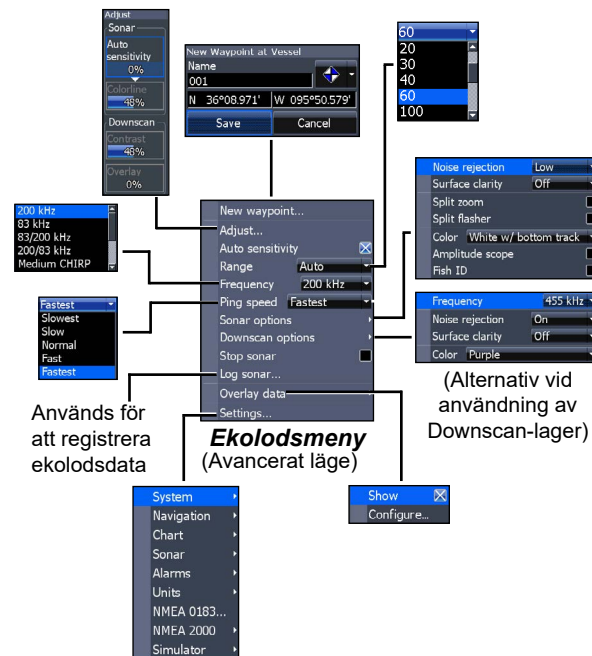 Adjust
Sonar
Auto
sensitivity
0%
Colorline
48%
Downscan
Contrast
48%
Overlay
0%
New Waypoint at Vessel
Name
001
N 36°08.971' W 095°50.579'
Save Cancel
60
20
30
40
60
100
200 kHz
83 kHz
83/200 kHz
200/83 kHz
Medium CHIRP
Fastest
Slowest
Slow
Normal
Fast
Fastest
New waypoint...
Adjust...
Auto sensitivity
Range Auto
Frequency 200 kHz
Ping speed Fastest
Sonar options
Downscan options
Stop sonar
Log sonar...
Overlay data
Settings...
Noise rejection Low
Surface clarity Off
Split zoom
Split flasher
Color White w/ bottom track
Amplitude scope
Fish ID
Frequency 455 kHz
Noise rejection On
Surface clarity Off
Color Purple
(Alternativ vid
användning av
Downscan-lager)
Används för
att registrera
ekolodsdata
Ekolodsmeny
(Avancerat läge)
System
Navigation
Chart
Sonar
Alarms
Units
NMEA 0183...
NMEA 2000
Simulator
Show
Configure...